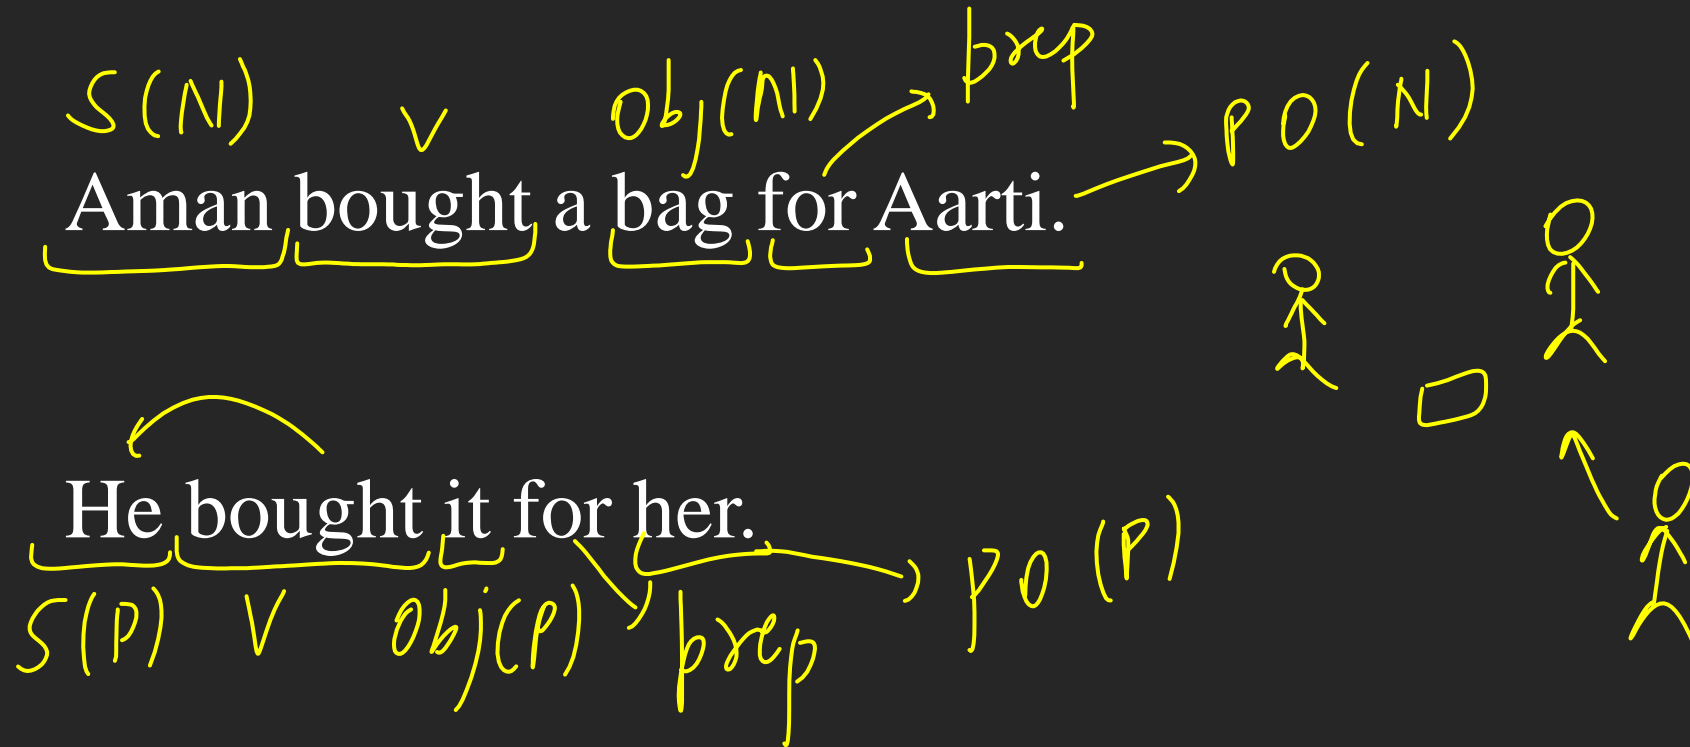 prep
S(N) V Obj(N) PO(N)
Aman bought a bag for Aarti.
He bought it for her.
S(P) V Obj(P) prep PO(P)